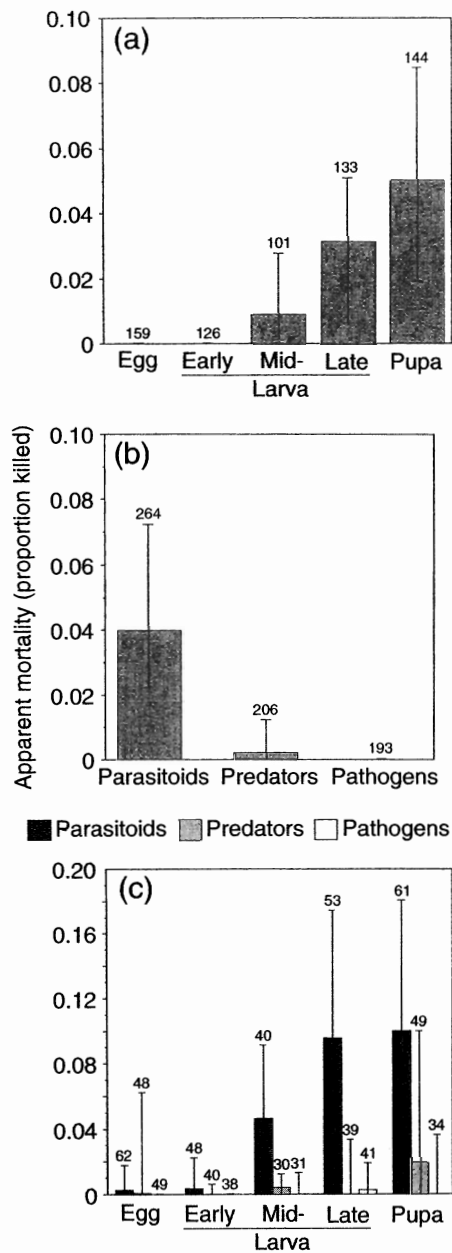 0.10
(a)
144
0.08
0.06
133
0.04
101
0.02
159
126
0
Egg
Early
Mid-
Late
Pupa
Larva
Apparent mortality (proportion killed)
0.10
(b)
0.08
264
0.06
0.04
0.02
206
193
0
Parasitoids
Predators
Pathogens
Parasitoids
Predators
Pathogens
0.20
(c)
61
53
0.16
0.12
49
40
0.08
48
39
34
0.04
62
48
40
41
49
38
30
31
0
Egg
Early
Mid-
Late
Pupa
Larva